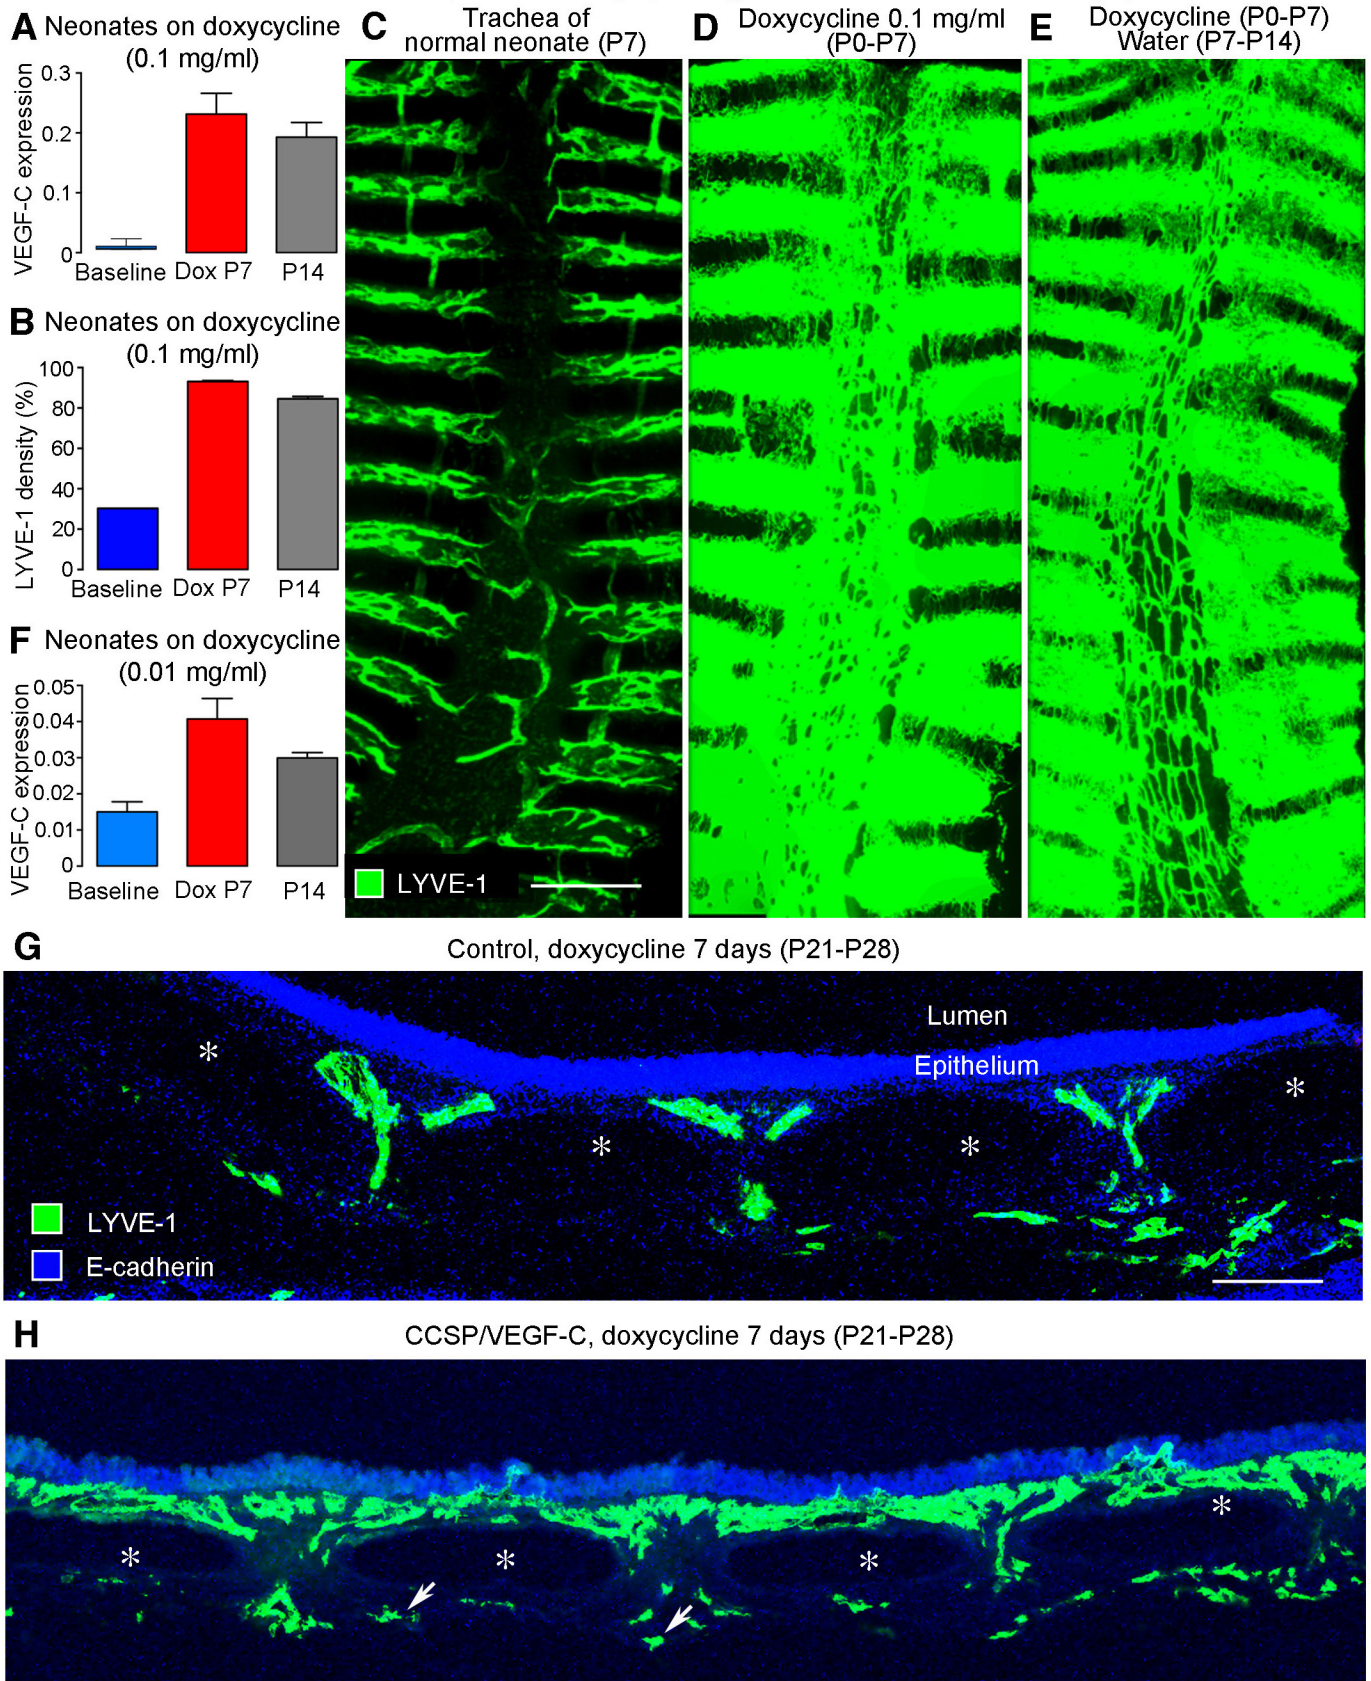 A Neonates on doxycycline
(0.1 mg/ml)
VEGF-C expression
0.3
0.2
0.1
0
Baseline Dox P7 P14
B Neonates on doxycycline
(0.1 mg/ml)
LYVE-1 density (%)
100
80
60
40
20
0
Baseline Dox P7 P14
F Neonates on doxycycline
(0.01 mg/ml)
VEGF-C expression
0.05
0.04
0.03
0.02
0.01
0
Baseline Dox P7 P14
C Trachea of
normal neonate (P7)
LYVE-1
D Doxycycline 0.1 mg/ml
(P0-P7)
E Doxycycline (P0-P7)
Water (P7-P14)
G Control, doxycycline 7 days (P21-P28)
Lumen
Epithelium
* * * *
LYVE-1
E-cadherin
H CCSP/VEGF-C, doxycycline 7 days (P21-P28)
* * * *